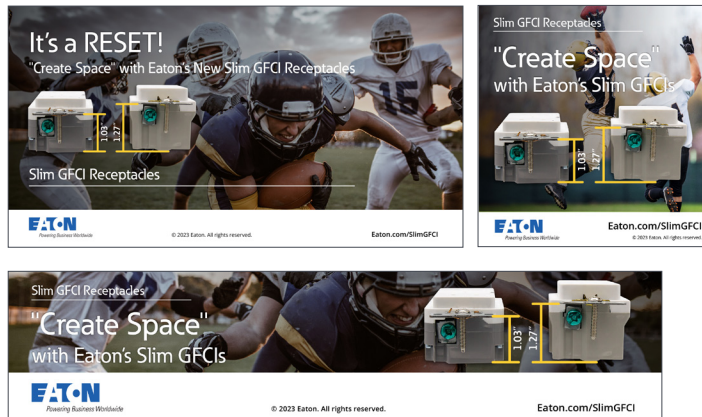 It's a RESET!
"Create Space" with Eaton's New Slim GFCI Receptacles
1.03
1.27
Slim GFCI Receptacles
EATON
Powering Business Worldwide
© 2023 Eaton. All rights reserved.
Eaton.com/SlimGFCI
Slim GFCI Receptacles
"Create Space"
with Eaton's Slim GFCIs
1.03"
1.27"
EATON
Powering Business Worldwide
Eaton.com/SlimGFCI
© 2023 Eaton. All rights reserved.
Slim GFCI Receptacles
"Create Space"
with Eaton's Slim GFCIs
1.03"
1.27"
EATON
Powering Business Worldwide
© 2023 Eaton. All rights reserved.
Eaton.com/SlimGFCI